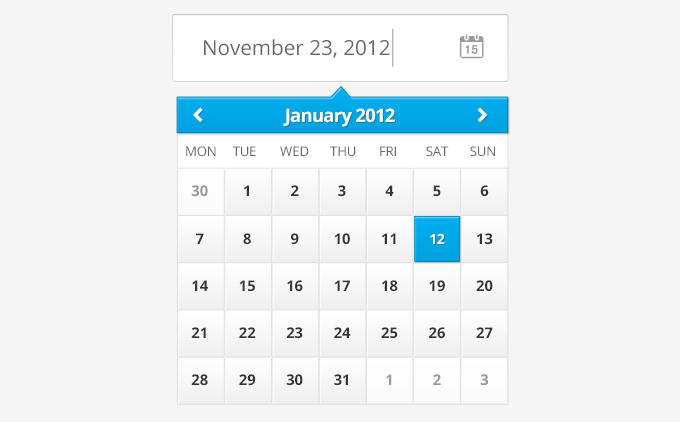 November 23, 2012
15
January 2012
MON TUE WED THU FRI SAT SUN
30 1 2 3 4 5 6
7 8 9 10 11 12 13
14 15 16 17 18 19 20
21 22 23 24 25 26 27
28 29 30 31 1 2 3